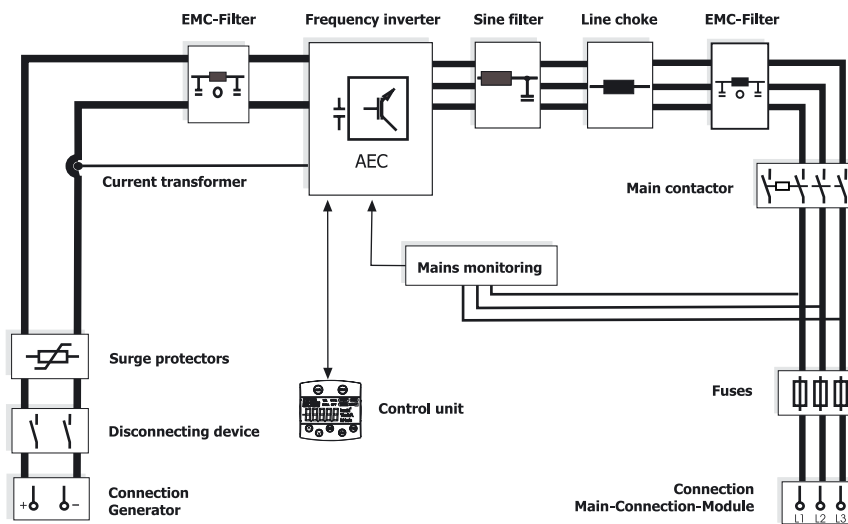 EMC-Filter
Frequency inverter
Sine filter
Line choke
EMC-Filter
AEC
Current transformer
Main contactor
Mains monitoring
Surge protectors
Control unit
Fuses
Disconnecting device
Connection
Generator
+
-
Connection
Main-Connection-Module
L1 L2 L3